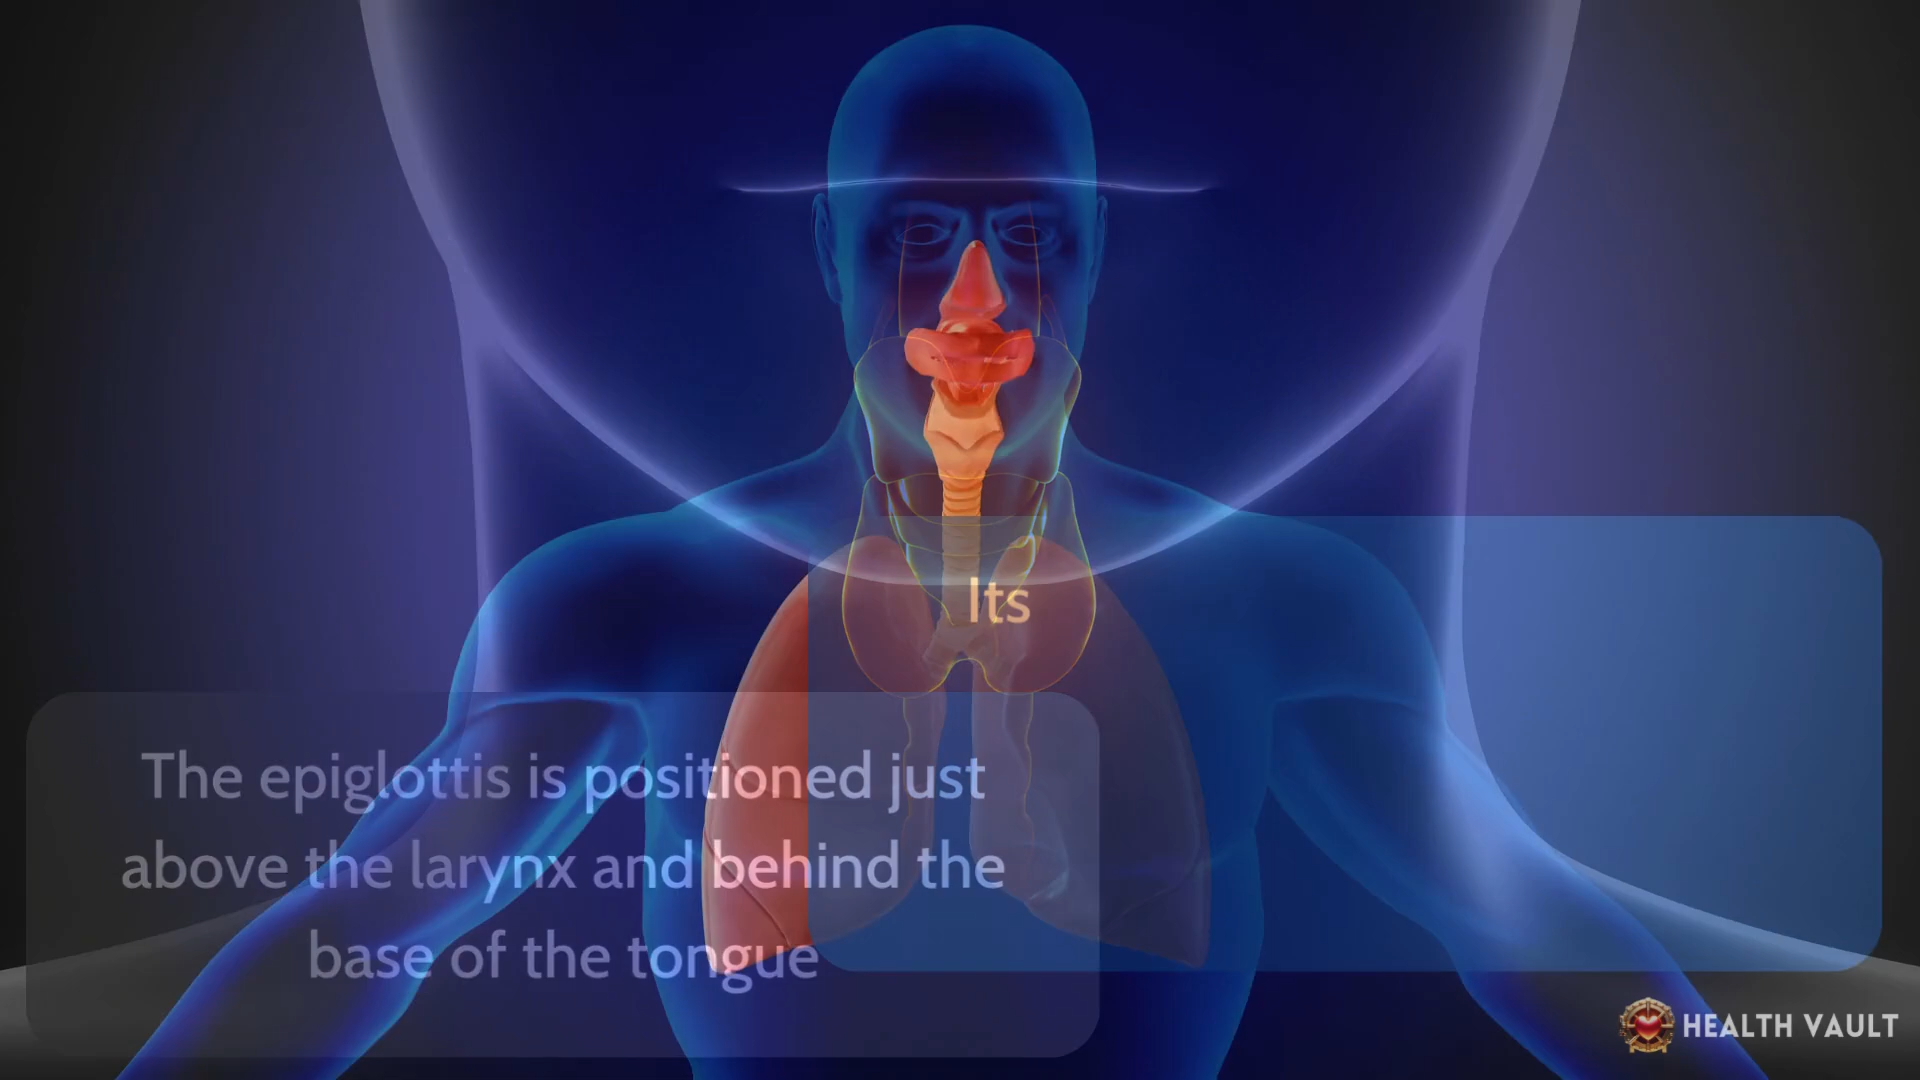 Its
The epiglottis is positioned just
above the larynx and behind the
base of the tongue
HEALTH VAULT